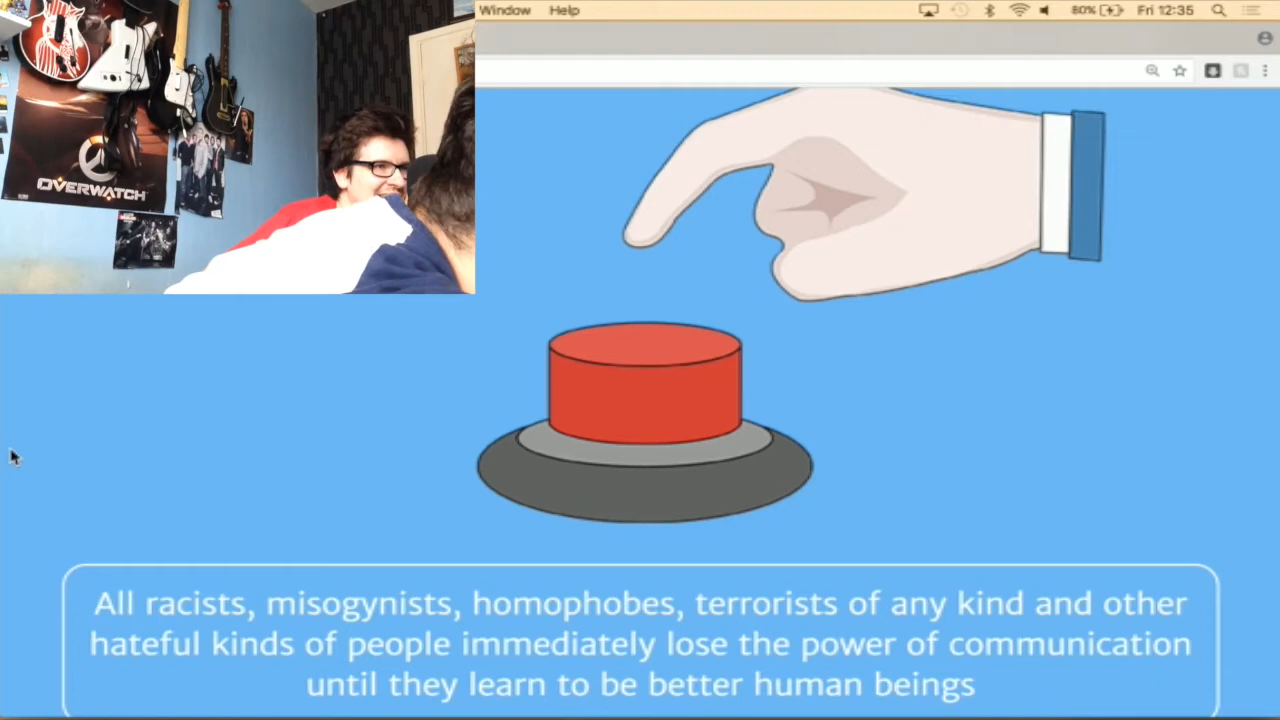 Window Help
80%
Fri 12:35
OVERWATCH
All racists, misogynists, homophobes, terrorists of any kind and other
hateful kinds of people immediately lose the power of communication
until they learn to be better human beings